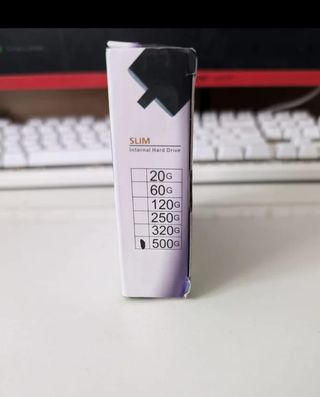 SLIM
Internal Hard Drive
20G
60G
120G
250G
320G
500G